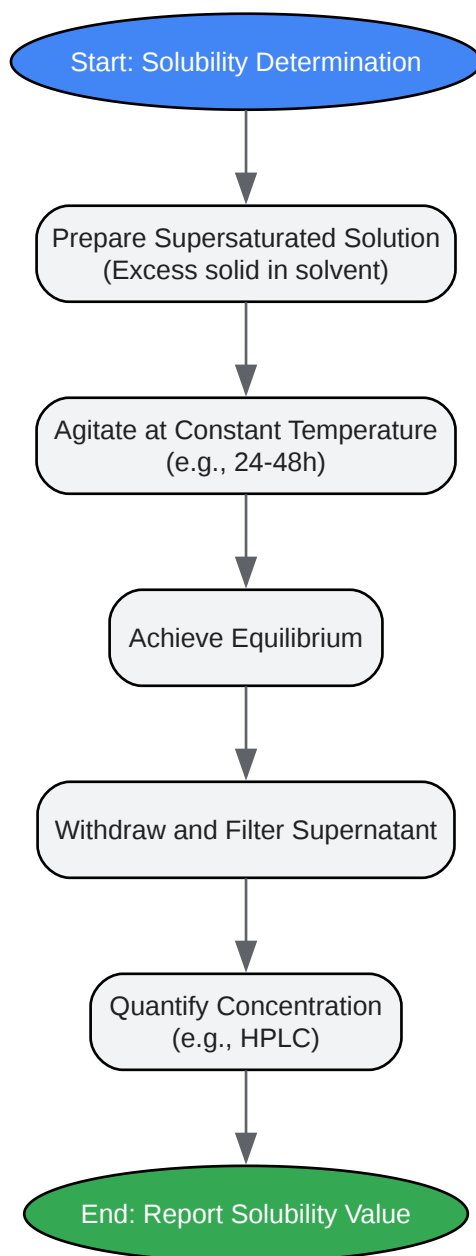 Start: Solubility Determination
Prepare Supersaturated Solution
(Excess solid in solvent)
Agitate at Constant Temperature
(e.g., 24-48h)
Achieve Equilibrium
Withdraw and Filter Supernatant
Quantify Concentration
(e.g., HPLC)
End: Report Solubility Value